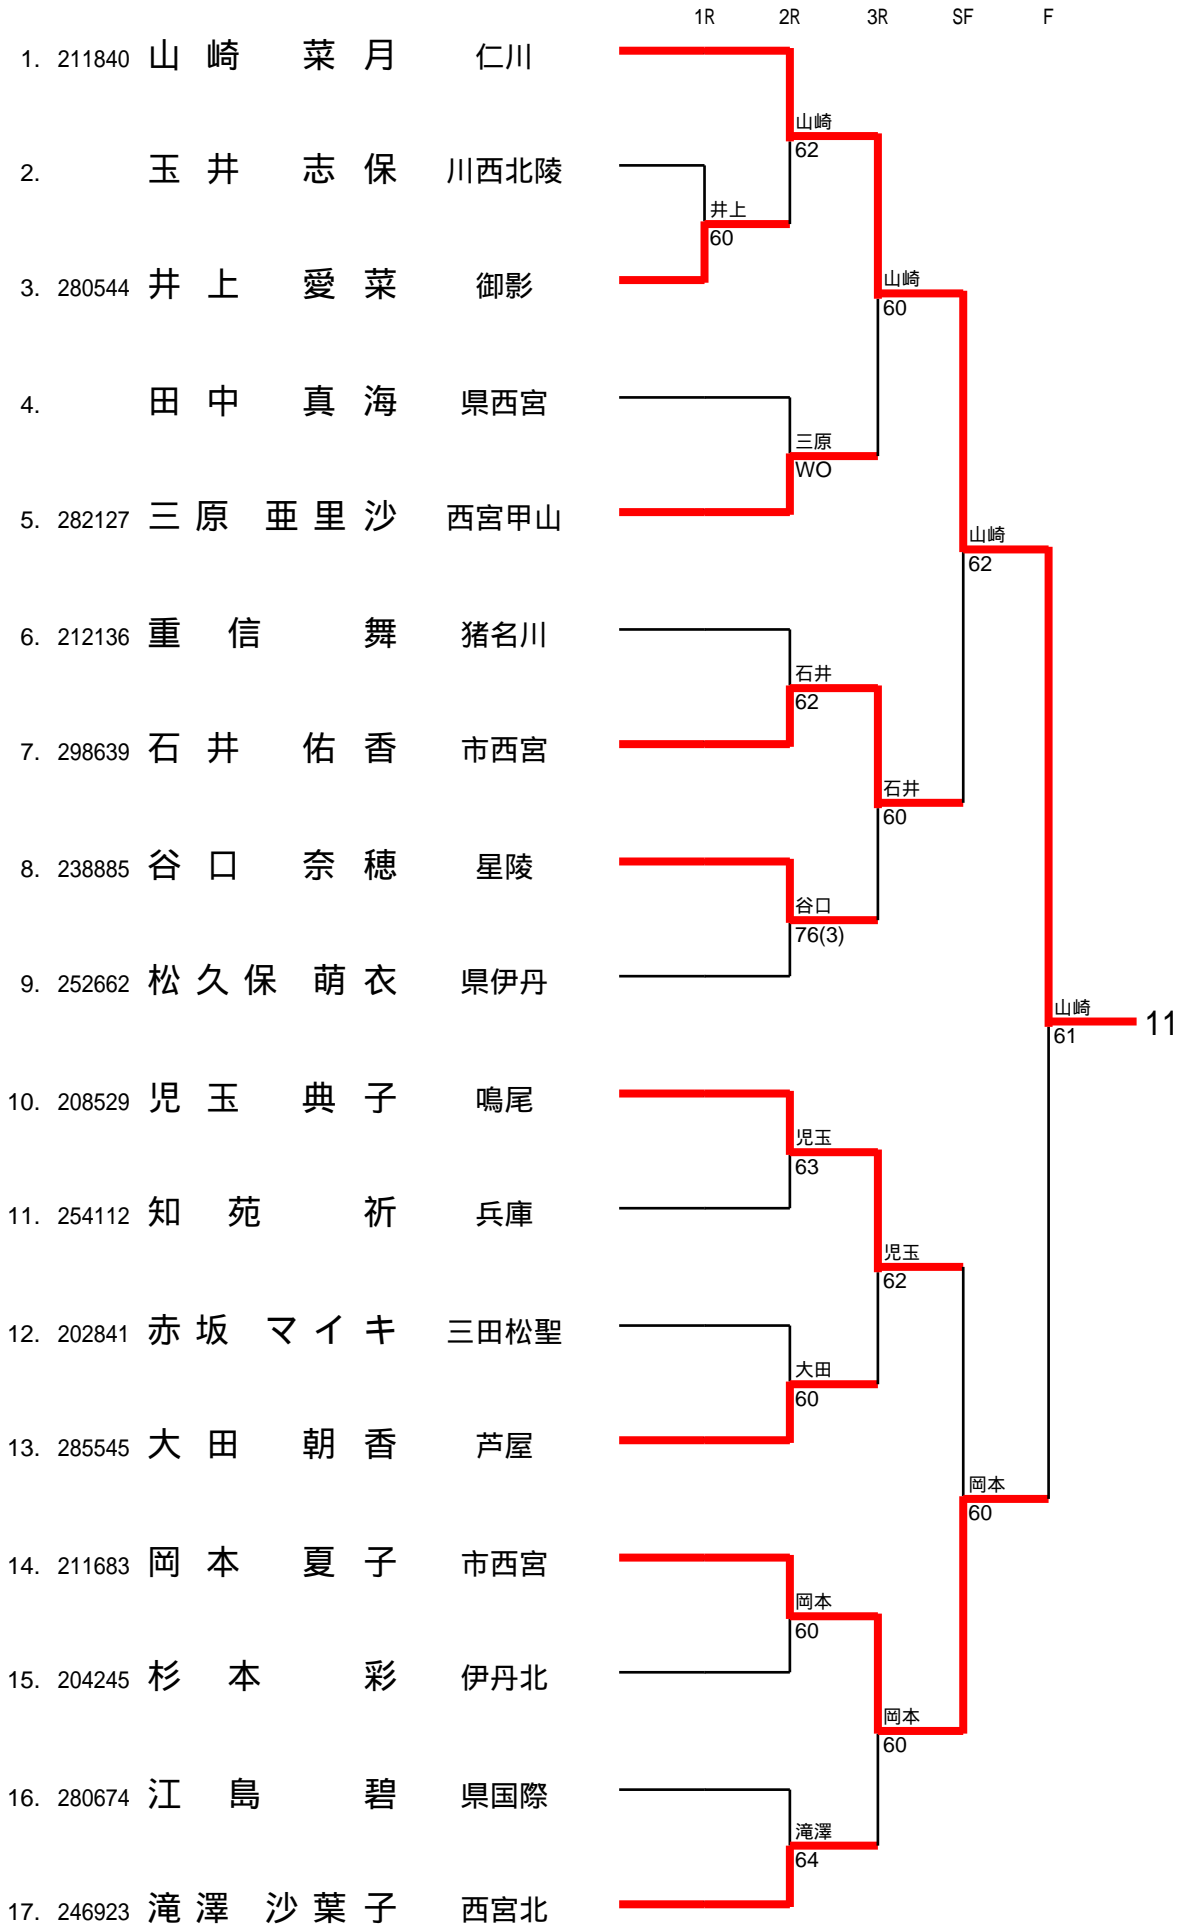 1R 2R 3R SF F
1. 211840 山 崎 菜 月 仁川
山崎
62
2. 玉 井 志 保 川西北陵
井上
60
3. 280544 井 上 愛 菜 御影
山崎
60
4. 田 中 真 海 県西宮
三原
WO
5. 282127 三 原 亜 里 沙 西宮甲山
山崎
62
6. 212136 重 信 舞 猪名川
石井
62
7. 298639 石 井 佑 香 市西宮
石井
60
8. 238885 谷 口 奈 穂 星陵
谷口
76(3)
9. 252662 松 久 保 萌 衣 県伊丹
山崎
61
11
10. 208529 児 玉 典 子 鳴尾
児玉
63
11. 254112 知 苑 祈 兵庫
児玉
62
12. 202841 赤 坂 マ イ キ 三田松聖
大田
60
13. 285545 大 田 朝 香 芦屋
岡本
60
14. 211683 岡 本 夏 子 市西宮
岡本
60
15. 204245 杉 本 彩 伊丹北
岡本
60
16. 280674 江 島 碧 県国際
滝澤
64
17. 246923 滝 澤 沙 葉 子 西宮北